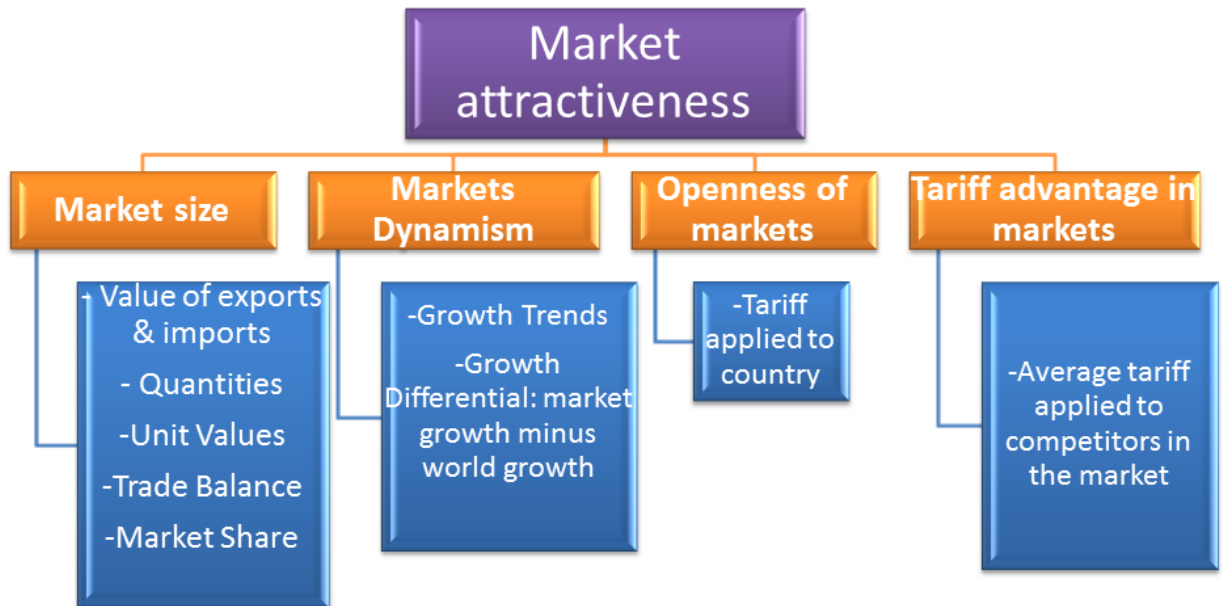 Market
attractiveness
Market size
- Value of exports
& imports
- Quantities
-Unit Values
-Trade Balance
-Market Share
Markets
Dynamism
-Growth Trends
-Growth
Differential: market
growth minus
world growth
Openness of
markets
-Tariff
applied to
country
Tariff advantage in
markets
-Average tariff
applied to
competitors in
the market